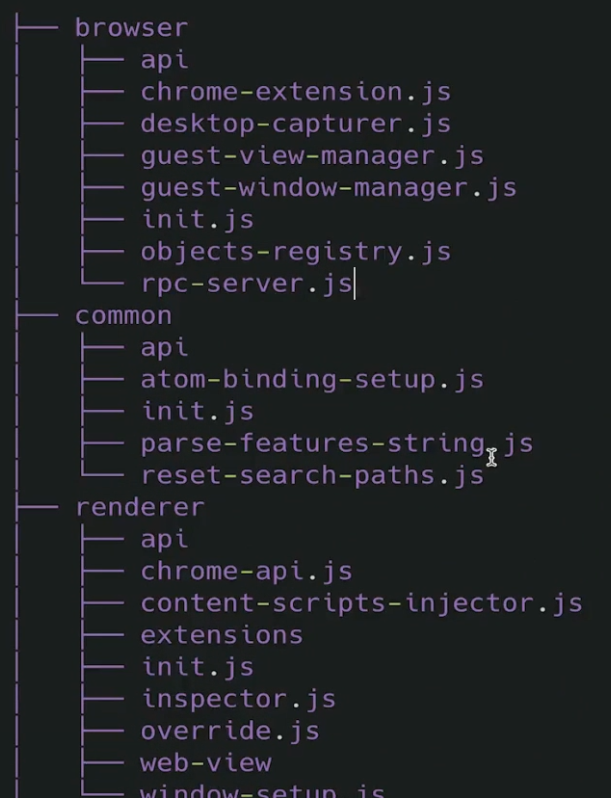 ├── browser
│   ├── api
│   ├── chrome-extension.js
│   ├── desktop-capturer.js
│   ├── guest-view-manager.js
│   ├── guest-window-manager.js
│   ├── init.js
│   ├── objects-registry.js
│   └── rpc-server.js
├── common
│   ├── api
│   ├── atom-binding-setup.js
│   ├── init.js
│   ├── parse-features-string.js
│   └── reset-search-paths.js
├── renderer
│   ├── api
│   ├── chrome-api.js
│   ├── content-scripts-injector.js
│   ├── extensions
│   ├── init.js
│   ├── inspector.js
│   ├── override.js
│   ├── web-view
│   └── window-setup.js